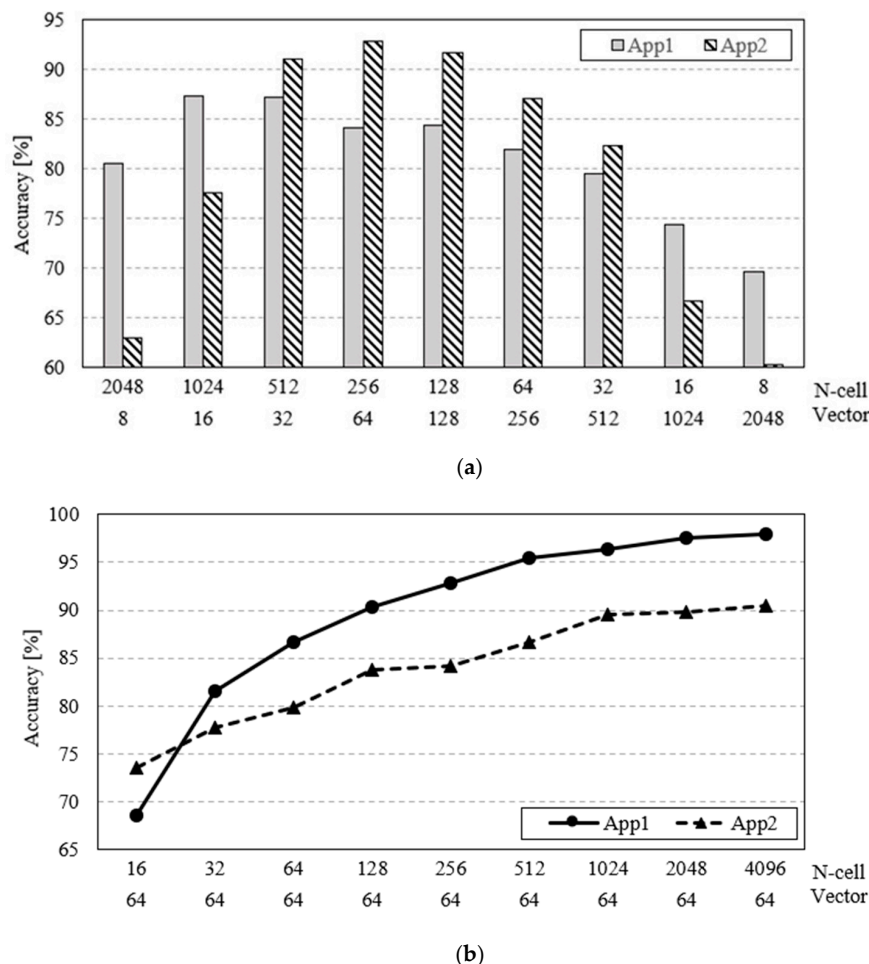 (a)
95
90
85
80
75
70
65
60
Accuracy [%]
App1 App2
2048 1024 512 256 128 64 32 16 8 N-cell
8 16 32 64 128 256 512 1024 2048 Vector
(a)
100
95
90
85
80
75
70
65
Accuracy [%]
App1 App2
16 32 64 128 256 512 1024 2048 4096 N-cell
64 64 64 64 64 64 64 64 64 Vector
(b)